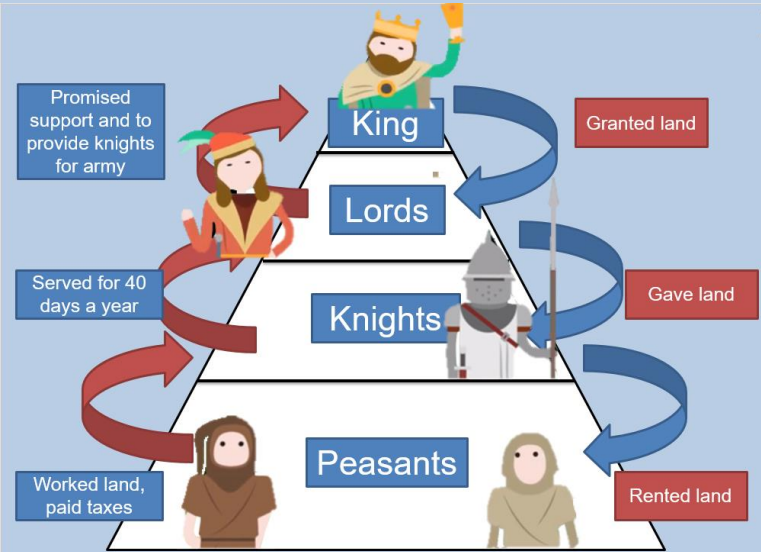 Promised
support and to
provide knights
for army
King
Granted land
Lords
Served for 40
days a year
Knights
Gave land
Peasants
Worked land,
paid taxes
Rented land